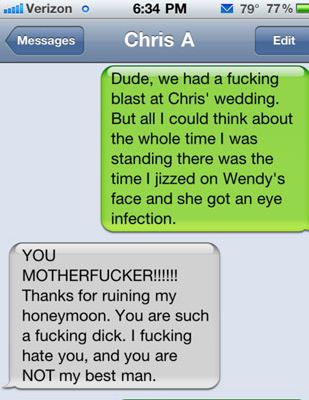 Verizon 6:34 PM 79° 77%
Messages Chris A Edit
Dude, we had a fucking
blast at Chris' wedding.
But all I could think about
the whole time I was
standing there was the
time I jizzed on Wendy's
face and she got an eye
infection.
YOU
MOTHERFUCKER!!!!!!
Thanks for ruining my
honeymoon. You are such
a fucking dick. I fucking
hate you, and you are
NOT my best man.